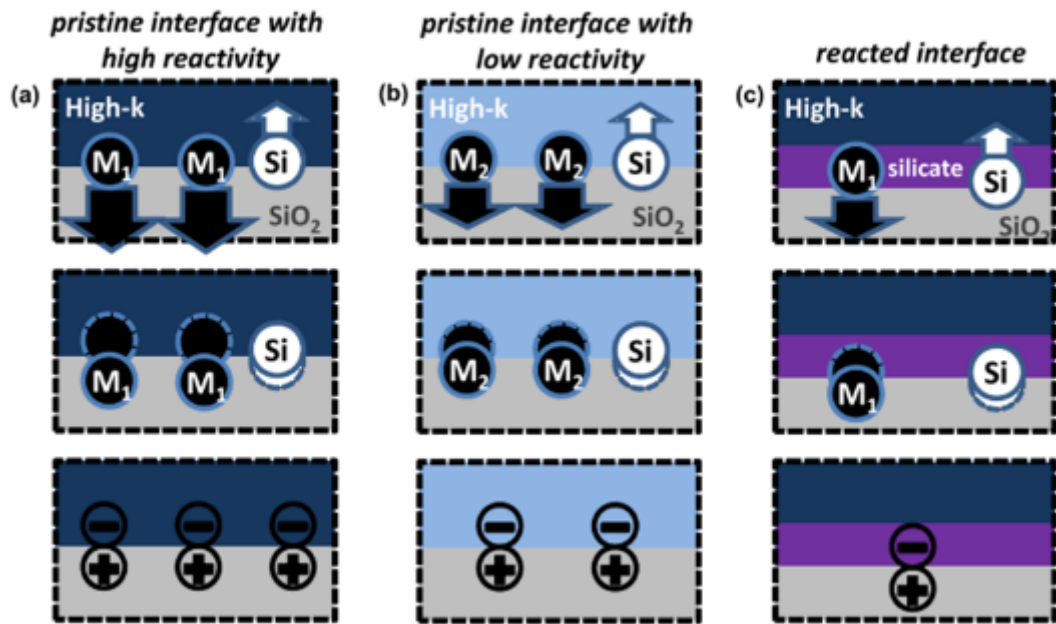 pristine interface with
high reactivity
pristine interface with
low reactivity
reacted interface
(a)
High-k
M₁
M₁
Si
SiO₂
(b)
High-k
M₂
M₂
Si
SiO₂
(c)
High-k
M₁
silicate
Si
SiO₂
M₁
M₁
Si
M₂
M₂
Si
M₁
Si
− − −
+ + +
− −
+ +
−
+